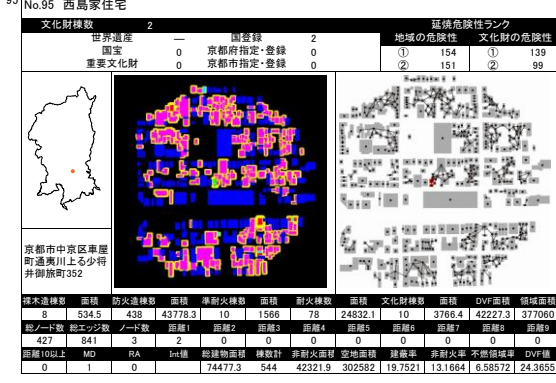 95
No.95 西島家住宅
文化財棟数 2 延焼危険性ランク
世界遺産 — 国登録 2 地域の危険性 文化財の危険性
国宝 0 京都府指定・登録 0 ① 154 ① 139
重要文化財 0 京都市指定・登録 0 ② 151 ② 99
京都市中京区車屋
町通夷川上る少将
井御旅町352
裸木造棟数 面積 防火造棟数 面積 準耐火棟数 面積 耐火棟数 面積 文化財棟数 面積 DVF面積 領域面積
8 534.5 438 43778.3 10 1566 78 24832.1 10 3766.4 42227.3 377060
総ノード数 総エッジ数 ノード数 距離1 距離2 距離3 距離4 距離5 距離6 距離7 距離8 距離9
427 841 3 2 0 0 0 0 0 0 0 0
距離10以上 MD RA Int値 総建物面積 棟数計 非耐火面積 空地面積 建蔽率 非耐火率 不燃領域率 DVF値
0 1 0 74477.3 544 42321.9 302582 19.7521 13.1664 6.58572 24.3655